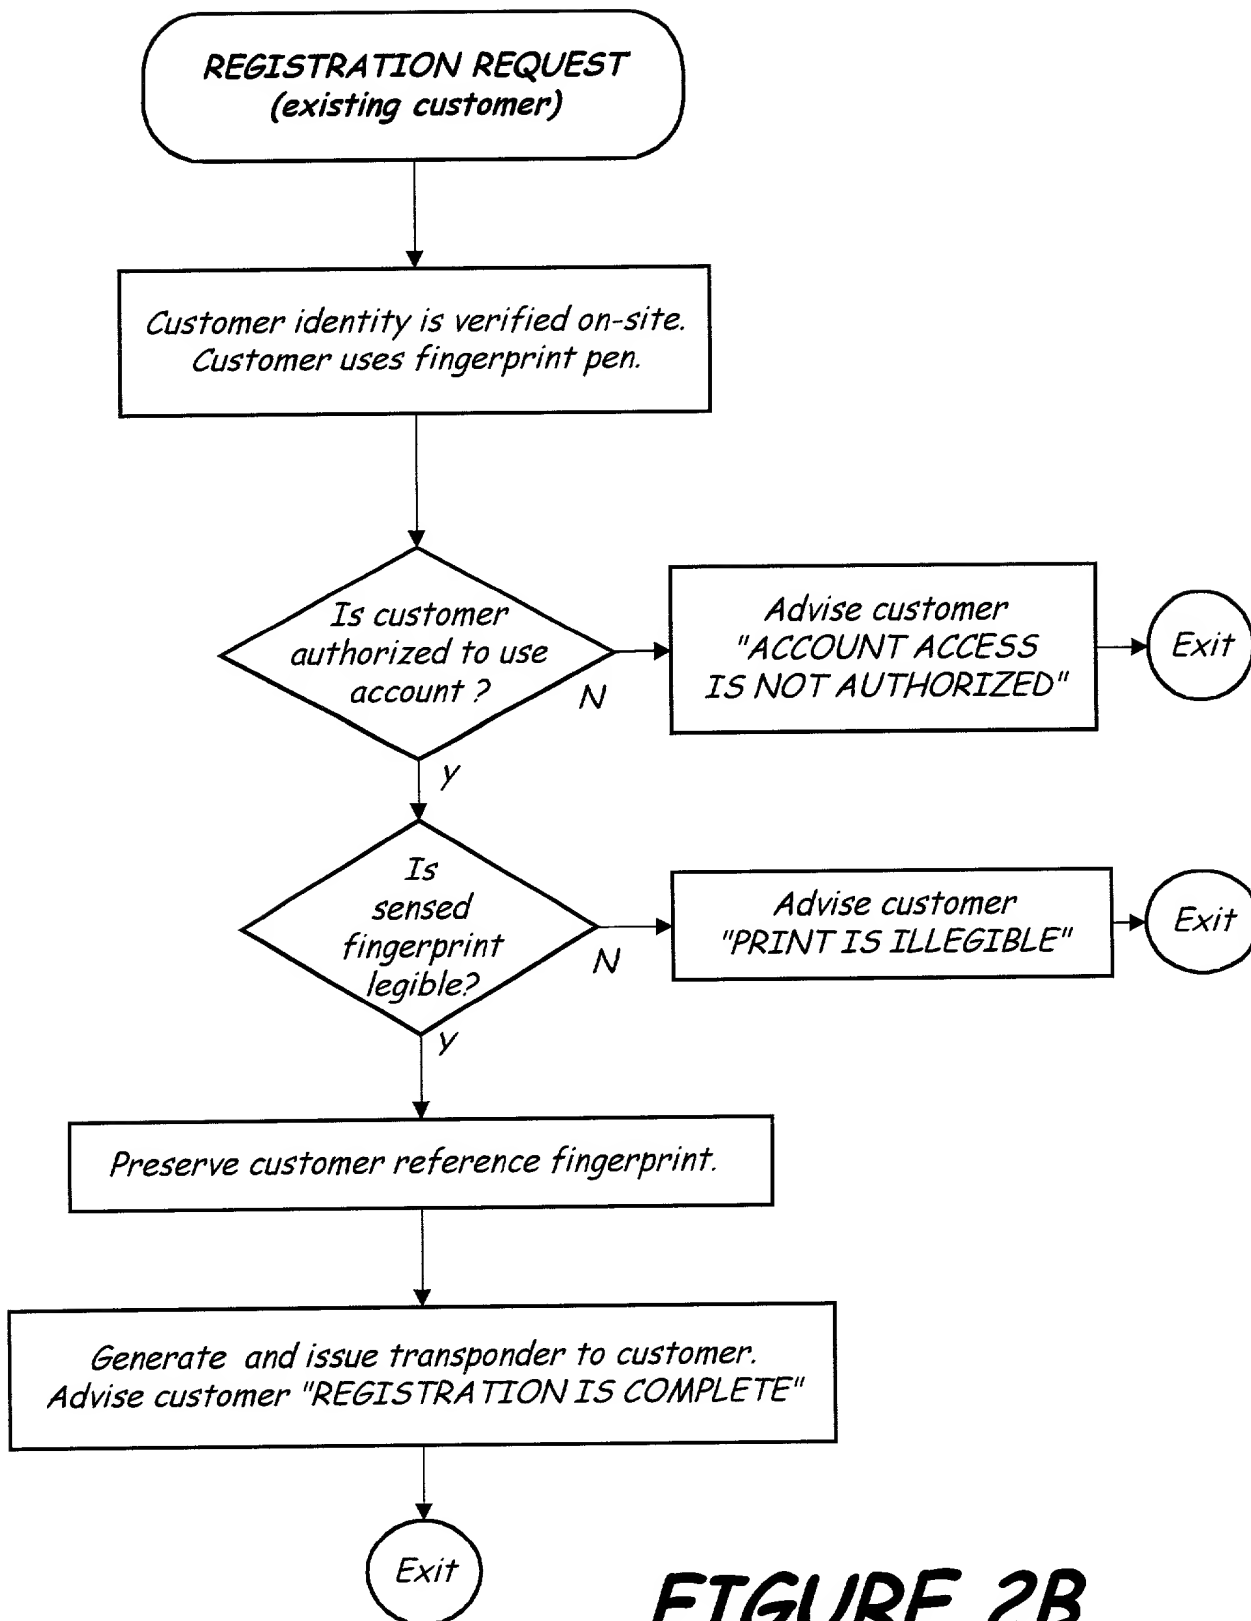 REGISTRATION REQUEST
(existing customer)
Customer identity is verified on-site.
Customer uses fingerprint pen.
Is customer
authorized to use
account ?
N
Advise customer
"ACCOUNT ACCESS
IS NOT AUTHORIZED"
Exit
Y
Is
sensed
fingerprint
legible?
N
Advise customer
"PRINT IS ILLEGIBLE"
Exit
Y
Preserve customer reference fingerprint.
Generate and issue transponder to customer.
Advise customer "REGISTRATION IS COMPLETE"
Exit
FIGURE 2B